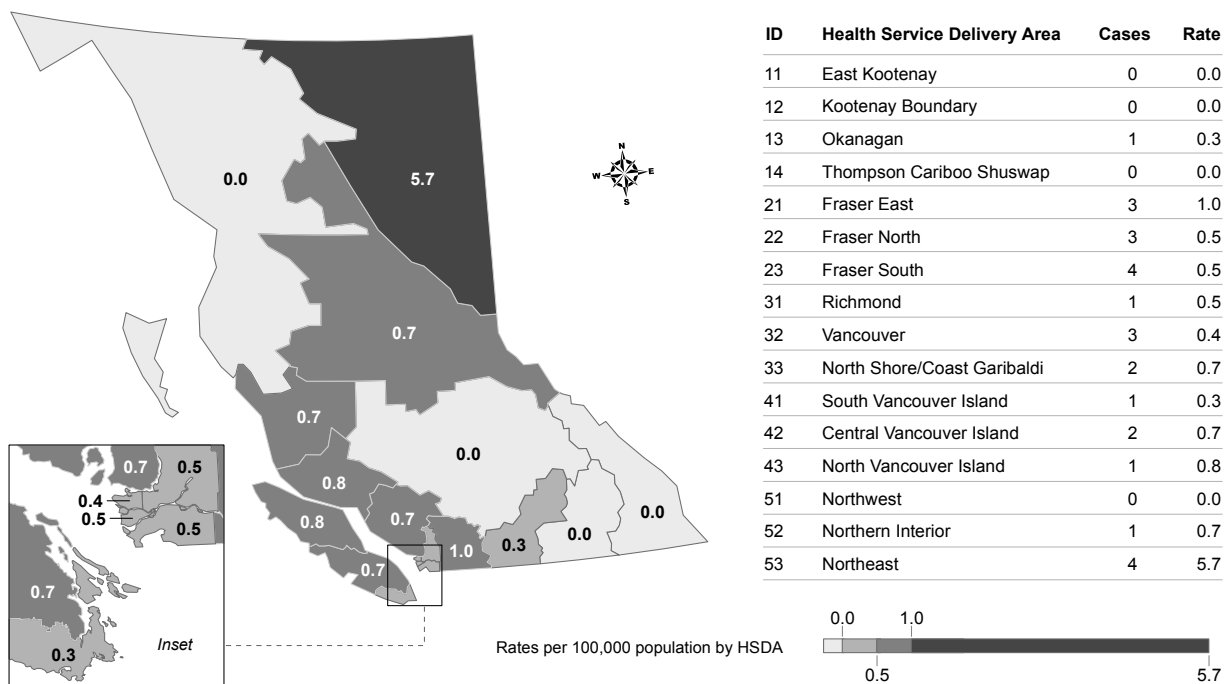 ID Health Service Delivery Area Cases Rate
11 East Kootenay 0 0.0
12 Kootenay Boundary 0 0.0
13 Okanagan 1 0.3
14 Thompson Cariboo Shuswap 0 0.0
21 Fraser East 3 1.0
22 Fraser North 3 0.5
23 Fraser South 4 0.5
31 Richmond 1 0.5
32 Vancouver 3 0.4
33 North Shore/Coast Garibaldi 2 0.7
41 South Vancouver Island 1 0.3
42 Central Vancouver Island 2 0.7
43 North Vancouver Island 1 0.8
51 Northwest 0 0.0
52 Northern Interior 1 0.7
53 Northeast 4 5.7
N
W E
S
0.0
5.7
0.7
0.7
0.0
0.8
0.8
0.7
1.0
0.3
0.0
0.0
0.7
0.7
0.5
0.4
0.5
0.5
0.7
0.3
Inset
Rates per 100,000 population by HSDA
0.0 1.0
0.5 5.7